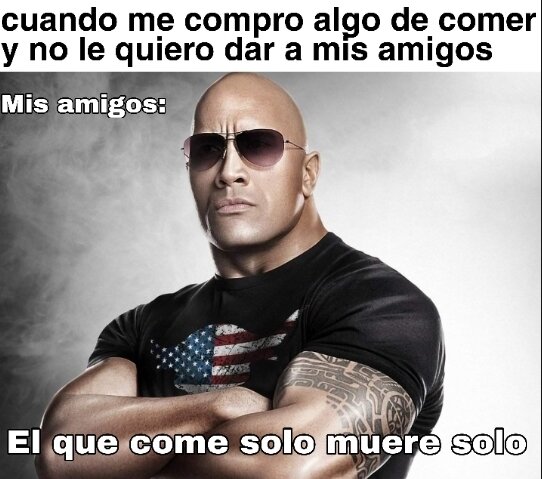 cuando me compro algo de comer
y no le quiero dar a mis amigos
Mis amigos:
El que come solo muere solo